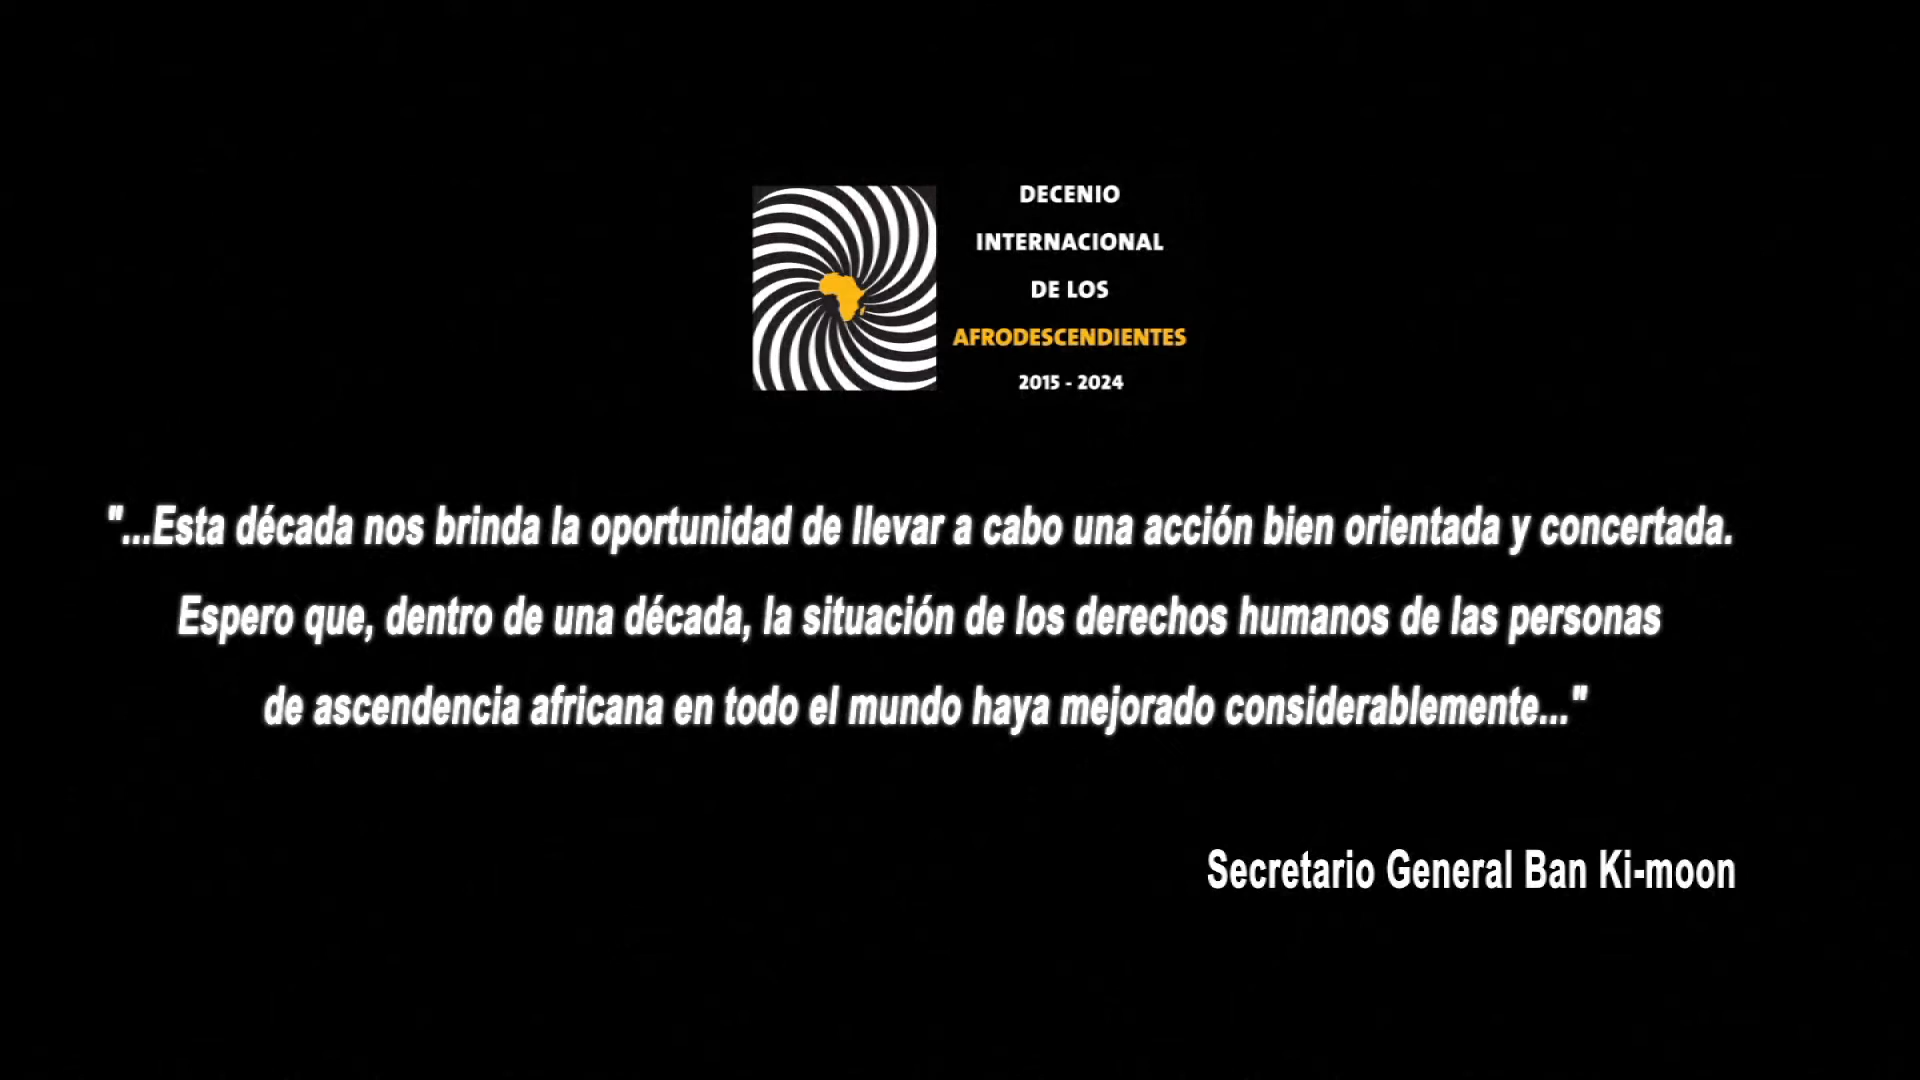 DECENIO
INTERNACIONAL
DE LOS
AFRODESCENDIENTES
2015 - 2024
"...Esta década nos brinda la oportunidad de llevar a cabo una acción bien orientada y concertada.
Espero que, dentro de una década, la situación de los derechos humanos de las personas
de ascendencia africana en todo el mundo haya mejorado considerablemente..."
Secretario General Ban Ki-moon